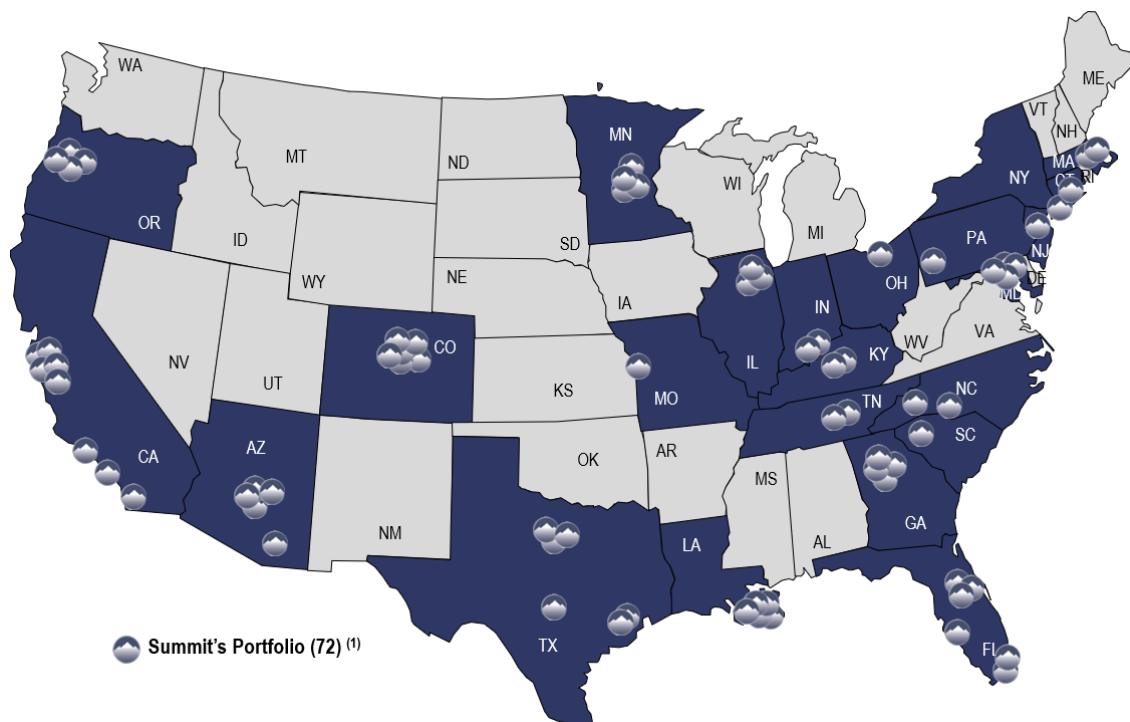 WA
ME
VT
NH
MN
MT
ND
MA
CT
RI
WI
NY
OR
MI
ID
SD
PA
NJ
WY
OH
DE
NE
MD
IA
IN
VA
WV
CO
NV
IL
KY
UT
KS
MO
NC
TN
SC
CA
AZ
AR
OK
MS
NM
GA
AL
LA
TX
FL
Summit's Portfolio (72) (1)